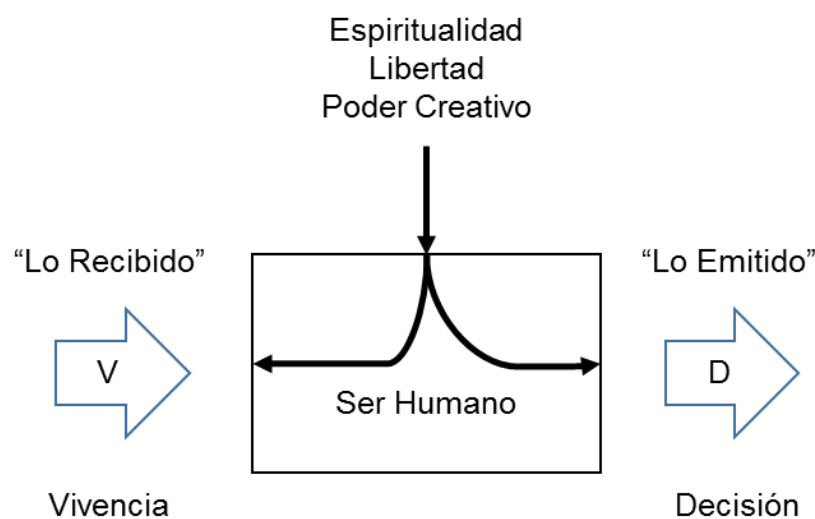 Espiritualidad
Libertad
Poder Creativo
“Lo Recibido”
“Lo Emitido”
V
D
Ser Humano
Vivencia
Decisión